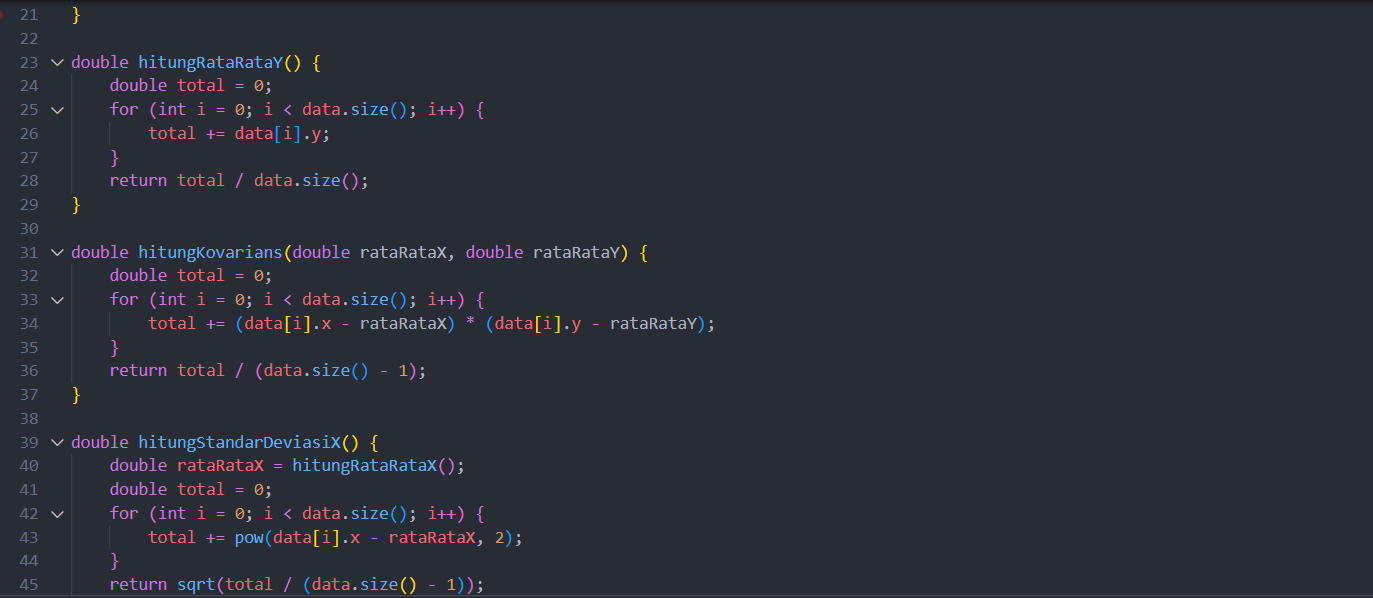 21 }
22
23 double hitungRataRataY() {
24     double total = 0;
25     for (int i = 0; i < data.size(); i++) {
26         total += data[i].y;
27     }
28     return total / data.size();
29 }
30
31 double hitungKovarians(double rataRataX, double rataRataY) {
32     double total = 0;
33     for (int i = 0; i < data.size(); i++) {
34         total += (data[i].x - rataRataX) * (data[i].y - rataRataY);
35     }
36     return total / (data.size() - 1);
37 }
38
39 double hitungStandarDeviasiX() {
40     double rataRataX = hitungRataRataX();
41     double total = 0;
42     for (int i = 0; i < data.size(); i++) {
43         total += pow(data[i].x - rataRataX, 2);
44     }
45     return sqrt(total / (data.size() - 1));